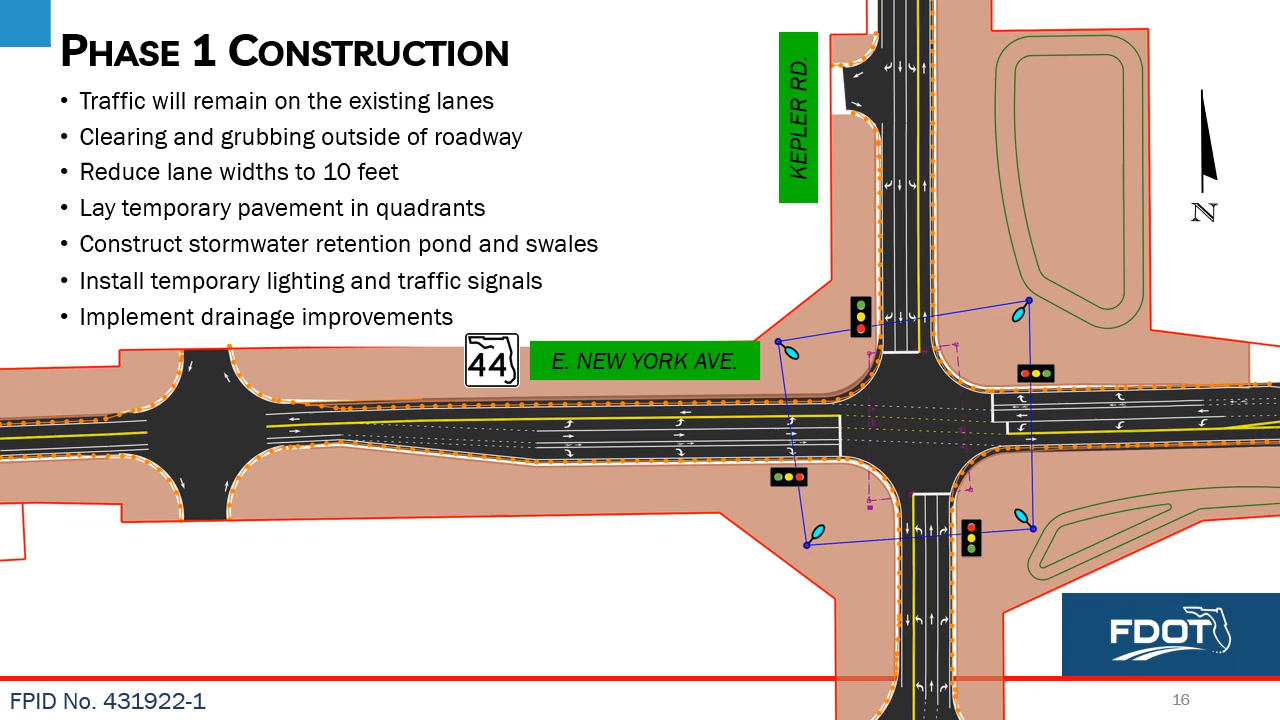 PHASE 1 CONSTRUCTION
• Traffic will remain on the existing lanes
• Clearing and grubbing outside of roadway
• Reduce lane widths to 10 feet
• Lay temporary pavement in quadrants
• Construct stormwater retention pond and swales
• Install temporary lighting and traffic signals
• Implement drainage improvements
KEPLER RD.
N
44
E. NEW YORK AVE.
FDOT
FPID No. 431922-1
16